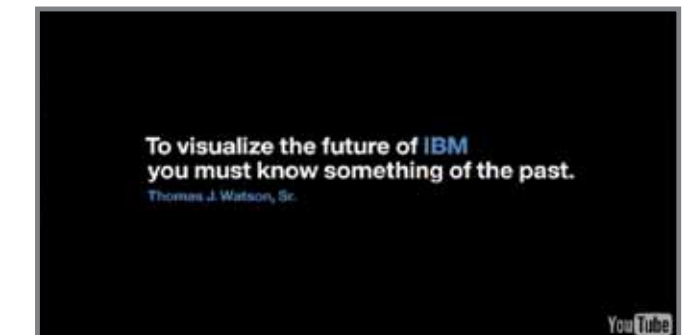 To visualize the future of IBM
you must know something of the past.
Thomas J. Watson, Sr.
YouTube